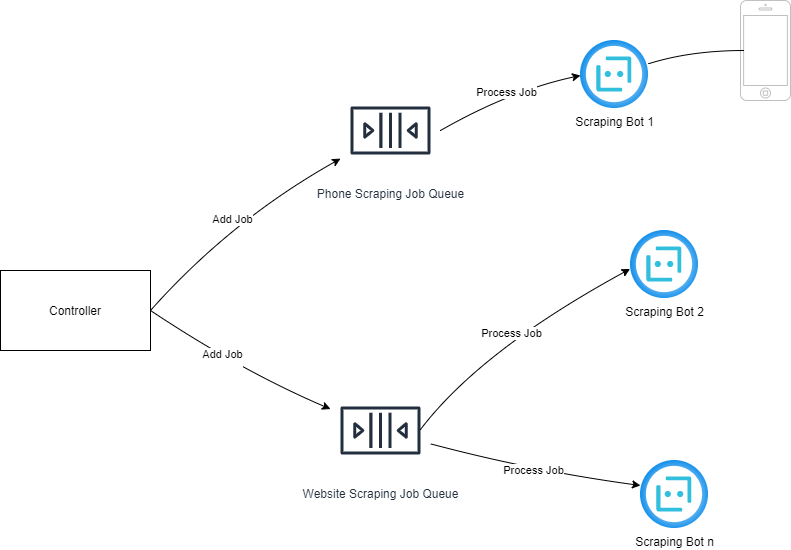 Process Job
Scraping Bot 1
Phone Scraping Job Queue
Add Job
Controller
Scraping Bot 2
Process Job
Add Job
Process Job
Website Scraping Job Queue
Scraping Bot n